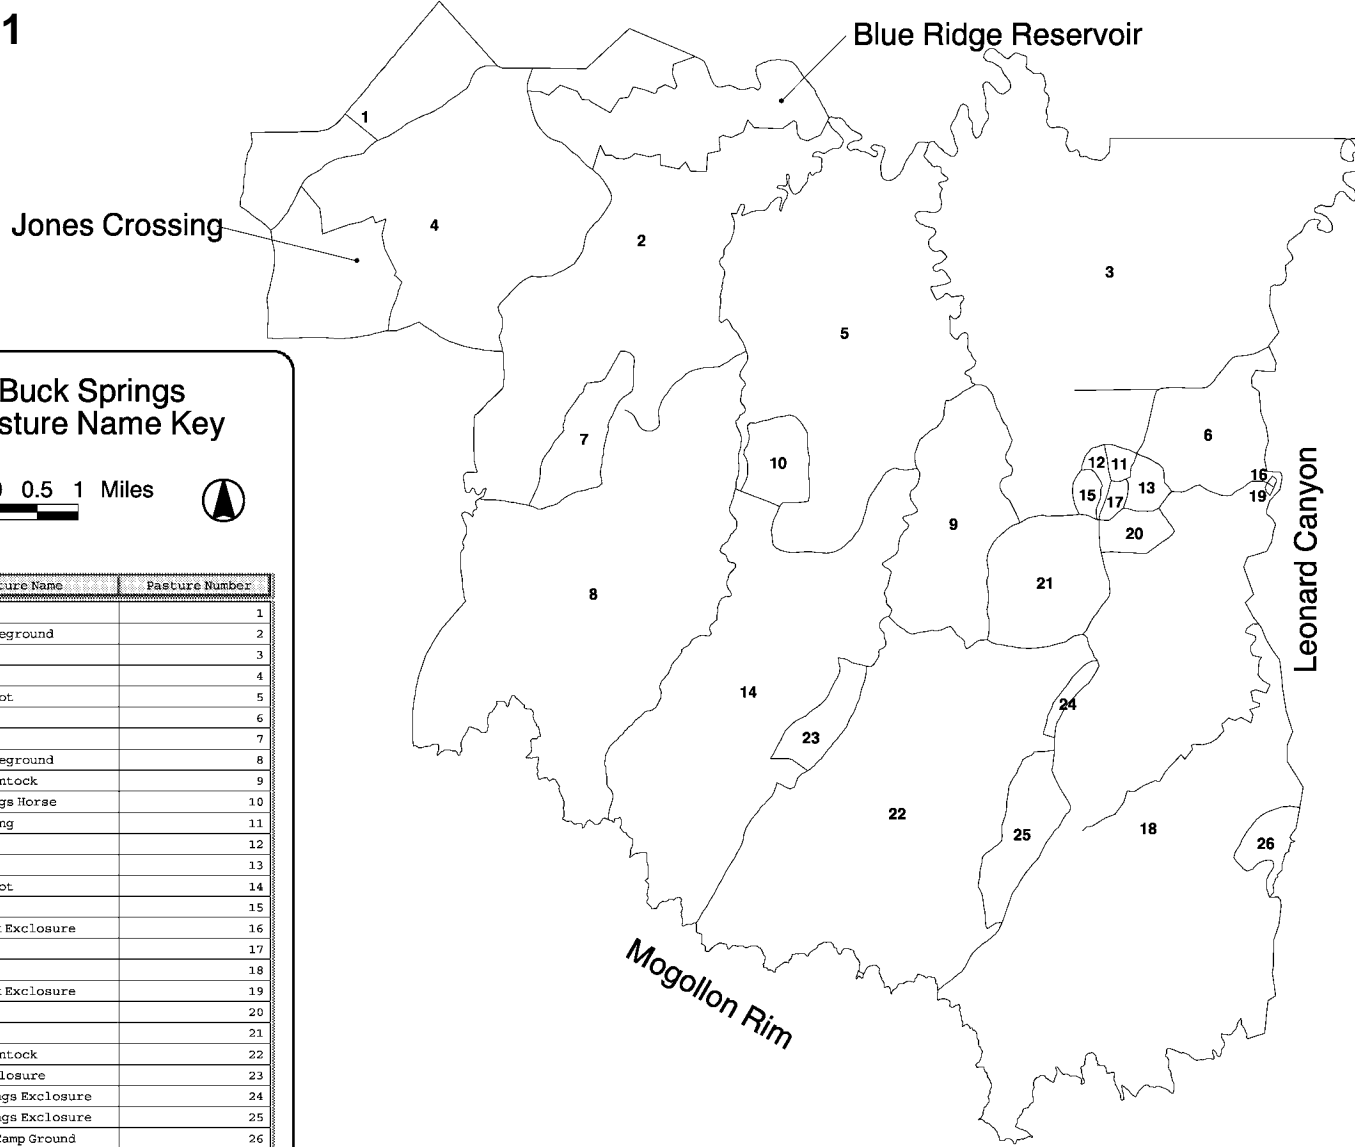 1
Blue Ridge Reservoir
1
Jones Crossing
4
2
3
5
Buck Springs
sture Name Key
0.5 1 Miles
7
10
6
12 11
16
13
15
17
19
9
20
Leonard Canyon
21
8
ture Name Pasture Number
1
eground 2
3
4
ot 5
6
7
eground 8
ntock 9
gs Horse 10
ng 11
12
13
ot 14
15
Exclosure 16
17
18
Exclosure 19
20
21
ntock 22
losure 23
ngs Exclosure 24
ngs Exclosure 25
Camp Ground 26
14
24
23
22
25
18
26
Mogollon Rim